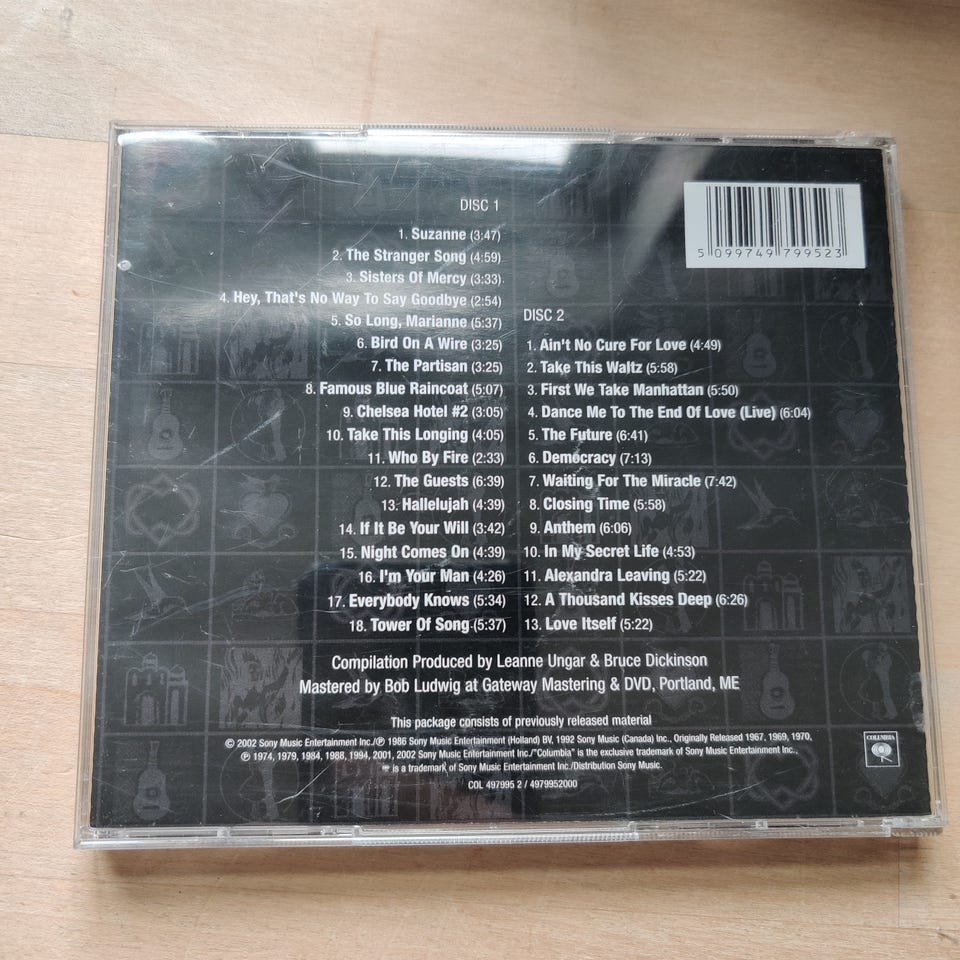 DISC 1
1. Suzanne (3:47)
2. The Stranger Song (4:59)
3. Sisters Of Mercy (3:33)
4. Hey, That's No Way To Say Goodbye (2:54)
5. So Long, Marianne (5:37)
6. Bird On A Wire (3:25)
7. The Partisan (3:25)
8. Famous Blue Raincoat (5:07)
9. Chelsea Hotel #2 (3:05)
10. Take This Longing (4:05)
11. Who By Fire (2:33)
12. The Guests (6:39)
13. Hallelujah (4:39)
14. If It Be Your Will (3:42)
15. Night Comes On (4:39)
16. I'm Your Man (4:26)
17. Everybody Knows (5:34)
18. Tower Of Song (5:37)
5 099749 799523
DISC 2
1. Ain't No Cure For Love (4:49)
2. Take This Waltz (5:58)
3. First We Take Manhattan (5:50)
4. Dance Me To The End Of Love (Live) (6:04)
5. The Future (6:41)
6. Democracy (7:13)
7. Waiting For The Miracle (7:42)
8. Closing Time (5:58)
9. Anthem (6:06)
10. In My Secret Life (4:53)
11. Alexandra Leaving (5:22)
12. A Thousand Kisses Deep (6:26)
13. Love Itself (5:22)
Compilation Produced by Leanne Ungar & Bruce Dickinson
Mastered by Bob Ludwig at Gateway Mastering & DVD, Portland, ME
This package consists of previously released material
© 2002 Sony Music Entertainment Inc./℗ 1986 Sony Music Entertainment (Holland) BV, 1992 Sony Music (Canada) Inc., Originally Released 1967, 1969, 1970,
℗ 1974, 1979, 1984, 1988, 1994, 2001, 2002 Sony Music Entertainment Inc./"Columbia" is the exclusive trademark of Sony Music Entertainment Inc.,
is a trademark of Sony Music Entertainment Inc./Distribution Sony Music.
COL 497995 2 / 4979952000
COLUMBIA